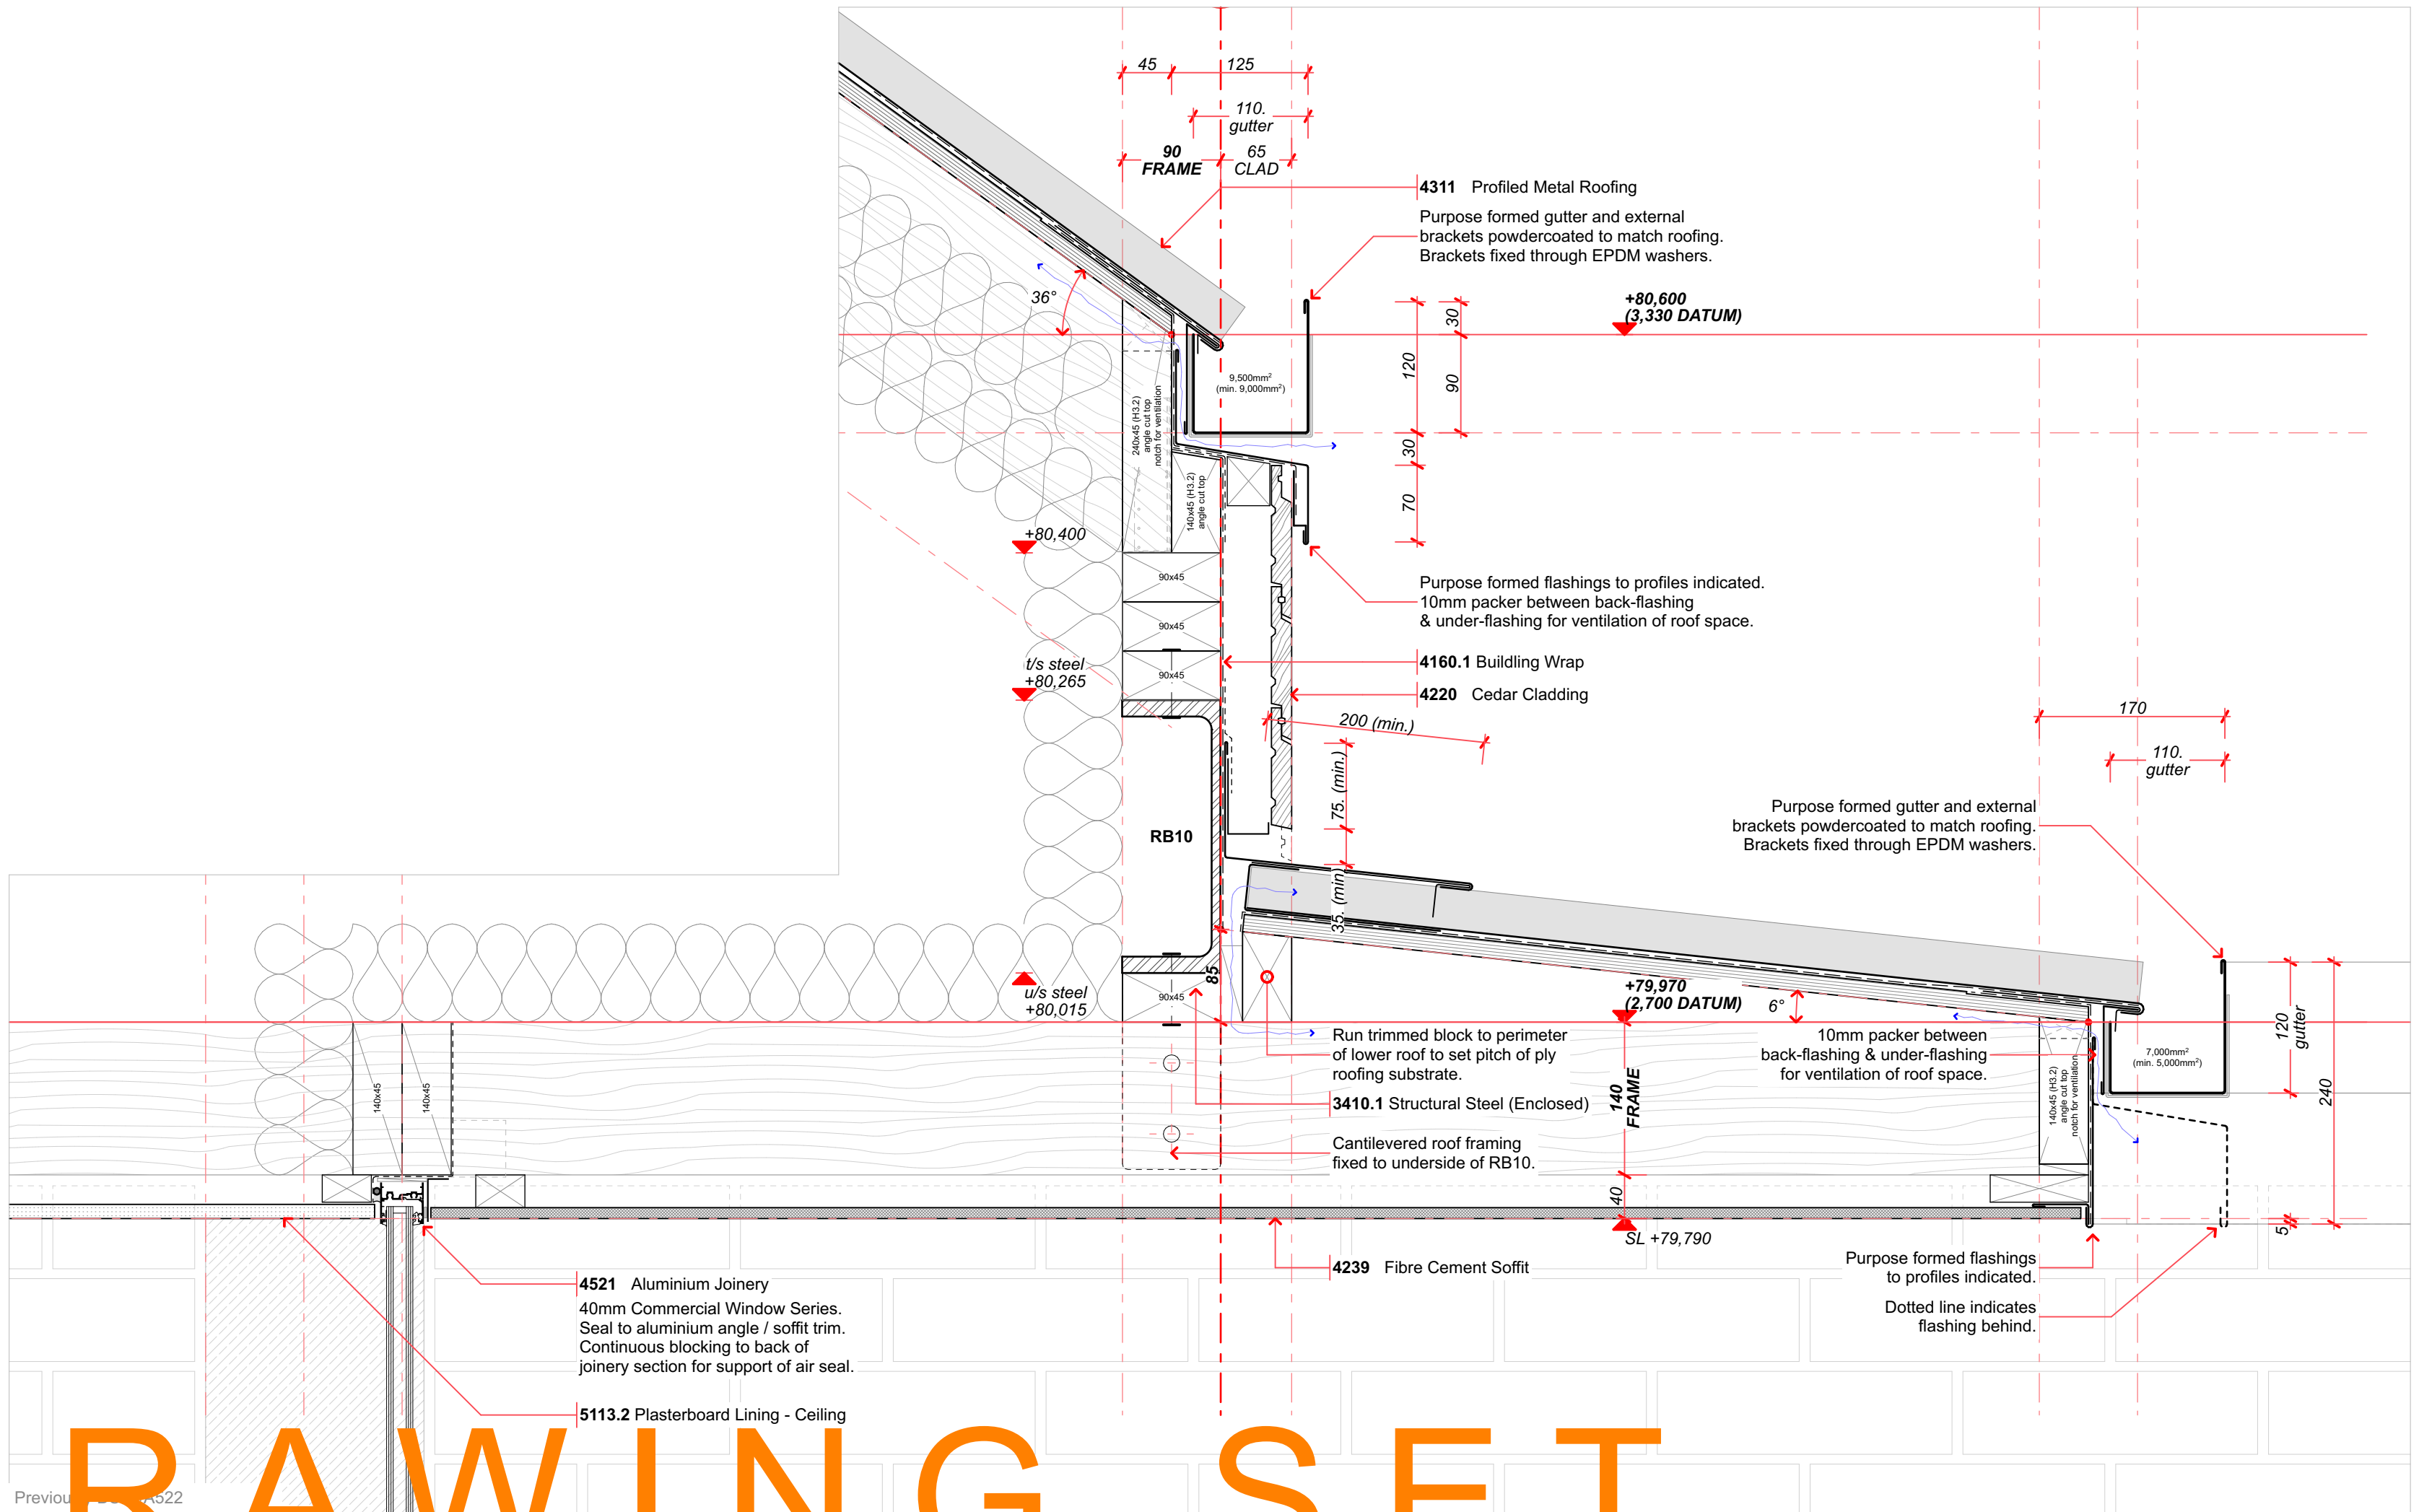 45
125
110.
gutter
90
FRAME
65
CLAD
4311 Profiled Metal Roofing
Purpose formed gutter and external
brackets powdercoated to match roofing.
Brackets fixed through EPDM washers.
36°
+80,600
(3,330 DATUM)
30
120
90
9,500mm²
(min. 9,000mm²)
240x45 (H3.2)
angle cut top
notch for ventilation
30
140x45 (H3.2)
angle cut top
70
+80,400
90x45
Purpose formed flashings to profiles indicated.
10mm packer between back-flashing
& under-flashing for ventilation of roof space.
90x45
t/s steel
+80,265
90x45
4160.1 Buildling Wrap
4220 Cedar Cladding
200 (min.)
170
110.
gutter
75. (min.)
Purpose formed gutter and external
brackets powdercoated to match roofing.
Brackets fixed through EPDM washers.
RB10
35. (min)
85
u/s steel
+80,015
90x45
+79,970
(2,700 DATUM)
6°
Run trimmed block to perimeter
of lower roof to set pitch of ply
roofing substrate.
10mm packer between
back-flashing & under-flashing
for ventilation of roof space.
120
gutter
7,000mm²
(min. 5,000mm²)
240
140x45
140x45
140
FRAME
140x45 (H3.2)
angle cut top
notch for ventilation
3410.1 Structural Steel (Enclosed)
Cantilevered roof framing
fixed to underside of RB10.
40
SL +79,790
5
4239 Fibre Cement Soffit
Purpose formed flashings
to profiles indicated.
Dotted line indicates
flashing behind.
4521 Aluminium Joinery
40mm Commercial Window Series.
Seal to aluminium angle / soffit trim.
Continuous blocking to back of
joinery section for support of air seal.
5113.2 Plasterboard Lining - Ceiling
RAWING SET